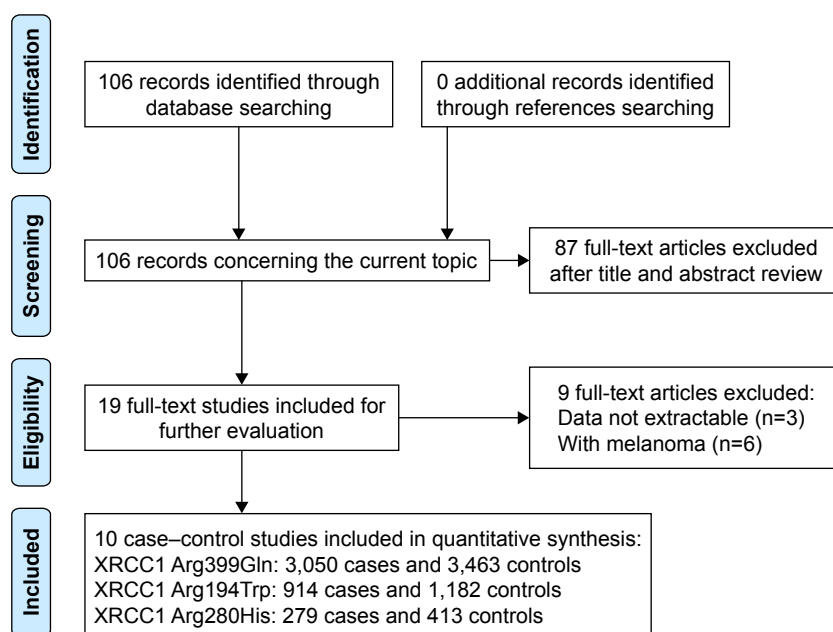 Identification
106 records identified through
database searching
0 additional records identified
through references searching
Screening
106 records concerning the current topic
87 full-text articles excluded
after title and abstract review
Eligibility
19 full-text studies included for
further evaluation
9 full-text articles excluded:
Data not extractable (n=3)
With melanoma (n=6)
Included
10 case–control studies included in quantitative synthesis:
XRCC1 Arg399Gln: 3,050 cases and 3,463 controls
XRCC1 Arg194Trp: 914 cases and 1,182 controls
XRCC1 Arg280His: 279 cases and 413 controls